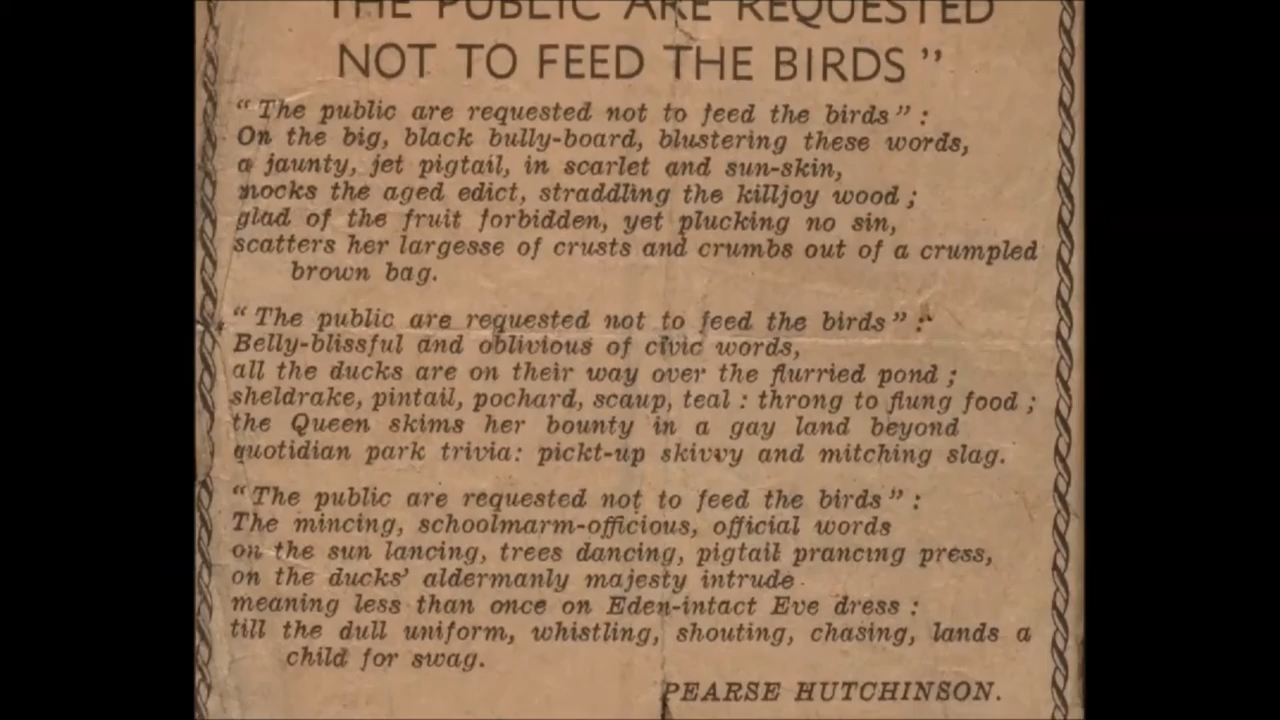 "THE PUBLIC ARE REQUESTED
NOT TO FEED THE BIRDS"
"The public are requested not to feed the birds" :
On the big, black bully-board, blustering these words,
a jaunty, jet pigtail, in scarlet and sun-skin,
mocks the aged edict, straddling the killjoy wood ;
glad of the fruit forbidden, yet plucking no sin,
scatters her largesse of crusts and crumbs out of a crumpled
brown bag.
"The public are requested not to feed the birds" :
Belly-blissful and oblivious of civic words,
all the ducks are on their way over the flurried pond ;
sheldrake, pintail, pochard, scaup, teal : throng to flung food ;
the Queen skims her bounty in a gay land beyond
quotidian park trivia: pickt-up skivvy and mitching slag.
"The public are requested not to feed the birds" :
The mincing, schoolmarm-officious, official words
on the sun lancing, trees dancing, pigtail prancing press,
on the ducks' aldermanly majesty intrude
meaning less than once on Eden-intact Eve dress :
till the dull uniform, whistling, shouting, chasing, lands a
child for swag.
PEARSE HUTCHINSON.